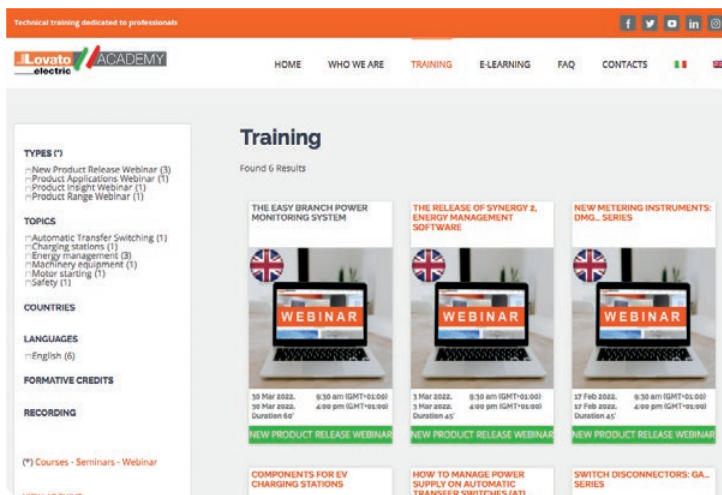 Technical training dedicated to professionals
Lovato electric ACADEMY
HOME WHO WE ARE TRAINING E-LEARNING FAQ CONTACTS
TYPES (*)
New Product Release Webinar (3)
Product Applications Webinar (1)
Product Insight Webinar (1)
Product Range Webinar (1)
TOPICS
Automatic Transfer Switching (1)
Charging stations (1)
Energy management (3)
Machinery equipment (1)
Motor starting (1)
Safety (1)
COUNTRIES
LANGUAGES
English (6)
FORMATIVE CREDITS
RECORDING
(*) Courses - Seminars - Webinar
Training
Found 6 Results
THE EASY BRANCH POWER
MONITORING SYSTEM
WEBINAR
30 Mar 2022. 9:30 am (GMT+01:00)
30 Mar 2022. 4:00 pm (GMT+01:00)
Duration 60'
NEW PRODUCT RELEASE WEBINAR
THE RELEASE OF SYNERGY 2,
ENERGY MANAGEMENT
SOFTWARE
WEBINAR
3 Mar 2022. 9:30 am (GMT+01:00)
3 Mar 2022. 4:00 pm (GMT+01:00)
Duration 45'
NEW PRODUCT RELEASE WEBINAR
NEW METERING INSTRUMENTS:
DMG... SERIES
WEBINAR
17 Feb 2022. 9:30 am (GMT+01:00)
17 Feb 2022. 4:00 pm (GMT+01:00)
Duration 45'
NEW PRODUCT RELEASE WEBINAR
COMPONENTS FOR EV
CHARGING STATIONS
HOW TO MANAGE POWER
SUPPLY ON AUTOMATIC
TRANSFER SWITCHES (ATL
SWITCH DISCONNECTORS: GA...
SERIES